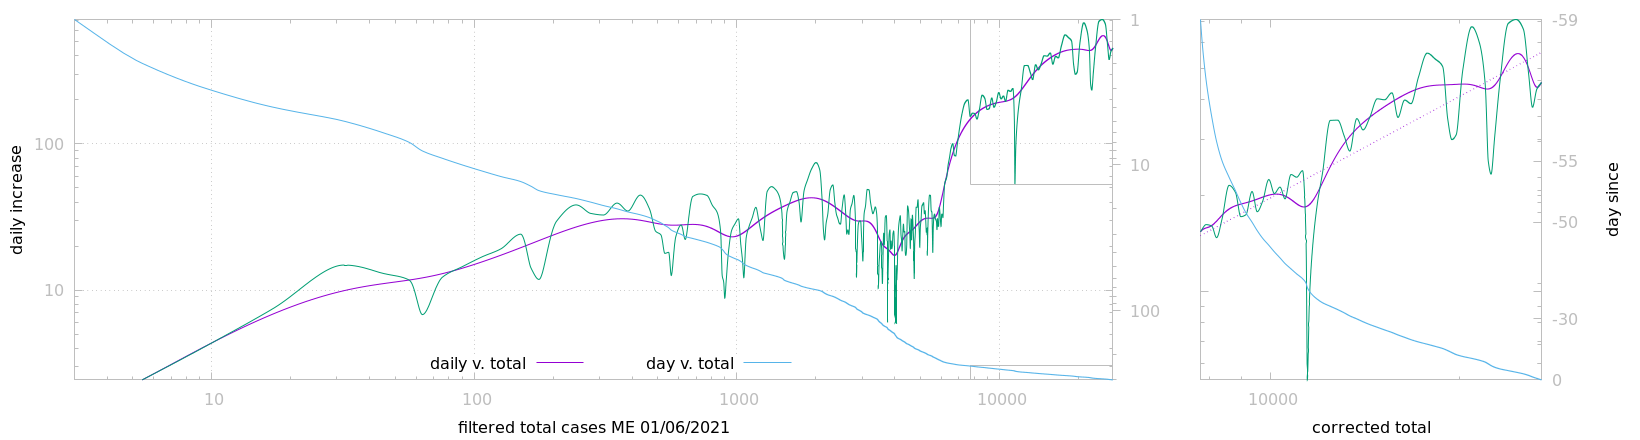 daily increase
100
10
10
100
1000
10000
1
10
100
daily v. total
day v. total
filtered total cases ME 01/06/2021
10000
corrected total
-59
-55
-50
-30
0
day since